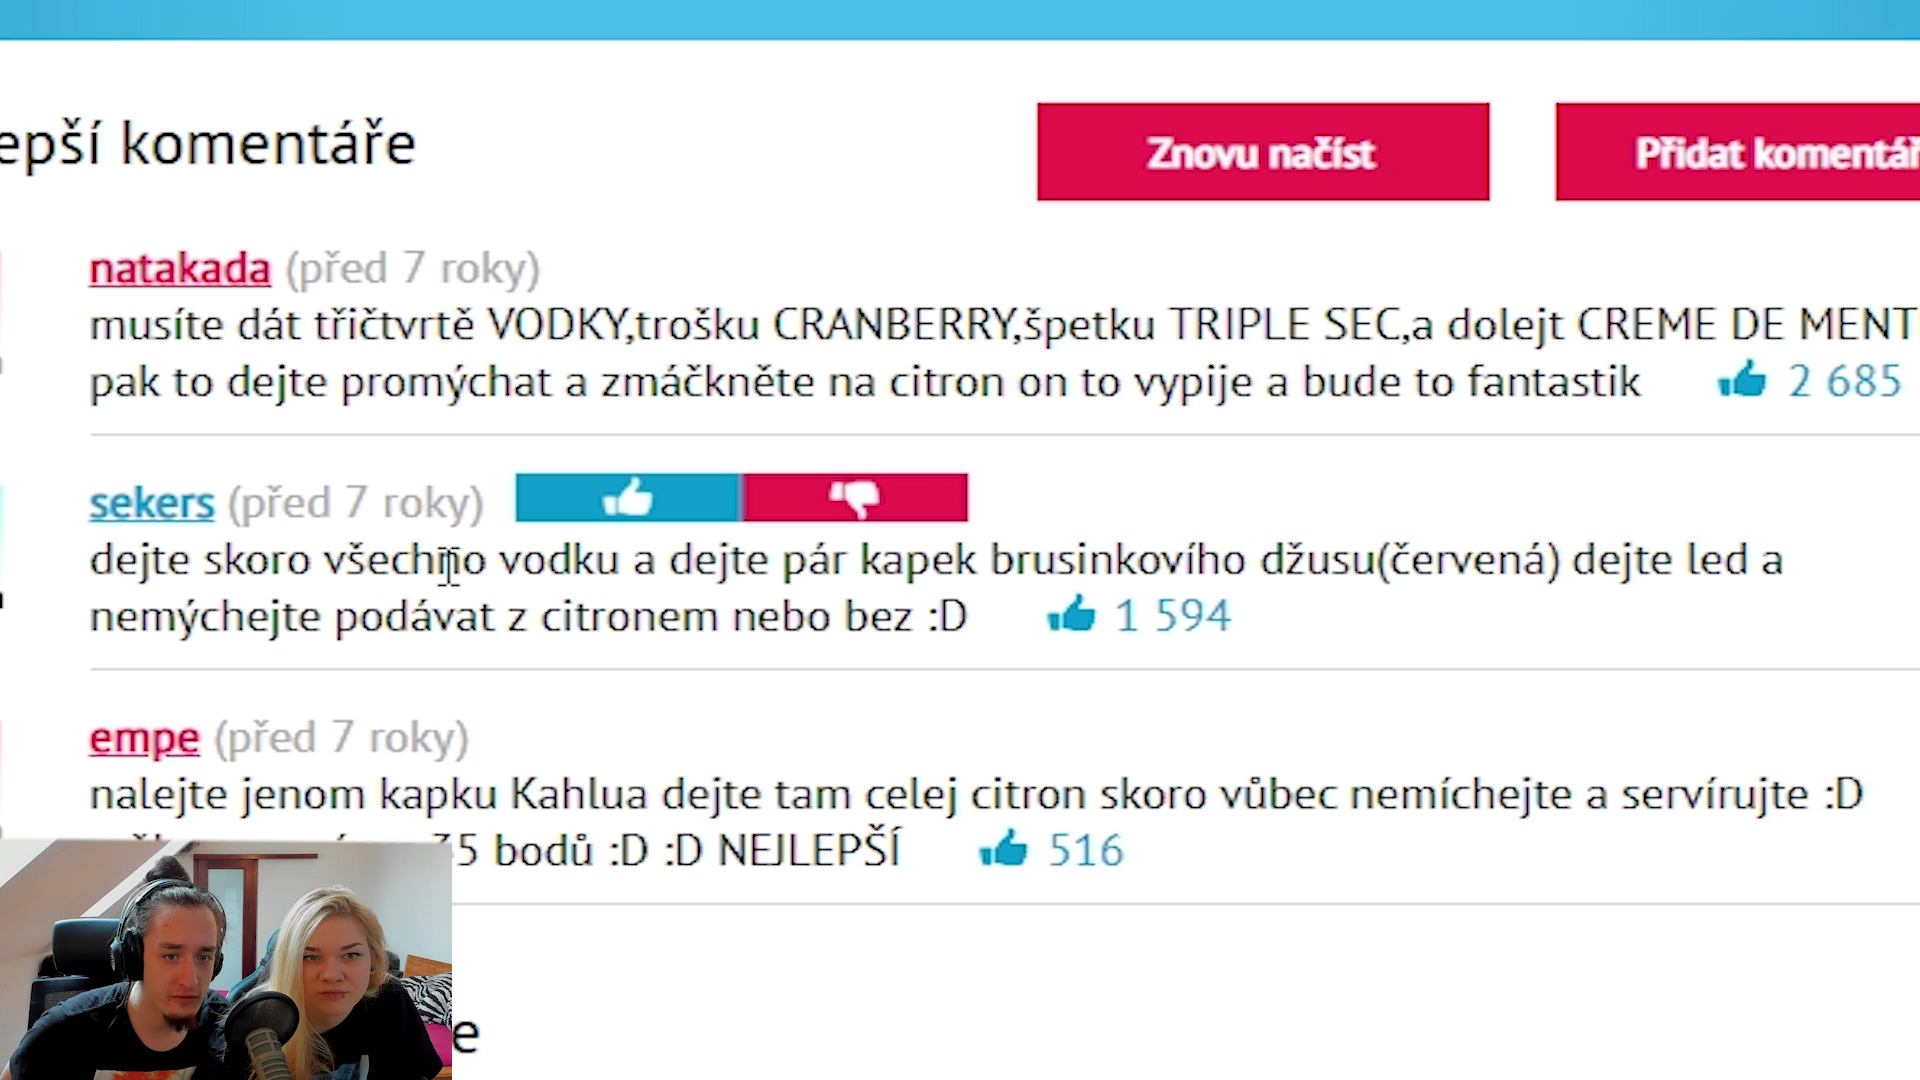 epší komentáře
Znovu načíst
Přidat komentář
natakada (před 7 roky)
musíte dát třičtvrtě VODKY,trošku CRANBERRY,špetku TRIPLE SEC,a dolejt CREME DE MENT
pak to dejte promýchat a zmáčkněte na citron on to vypije a bude to fantastik 2 685
sekers (před 7 roky)
dejte skoro všechno vodku a dejte pár kapek brusinkovího džusu(červená) dejte led a
nemýchejte podávat z citronem nebo bez :D 1 594
empe (před 7 roky)
nalejte jenom kapku Kahlua dejte tam celej citron skoro vůbec nemíchejte a servírujte :D
35 bodů :D :D NEJLEPŠÍ 516
e